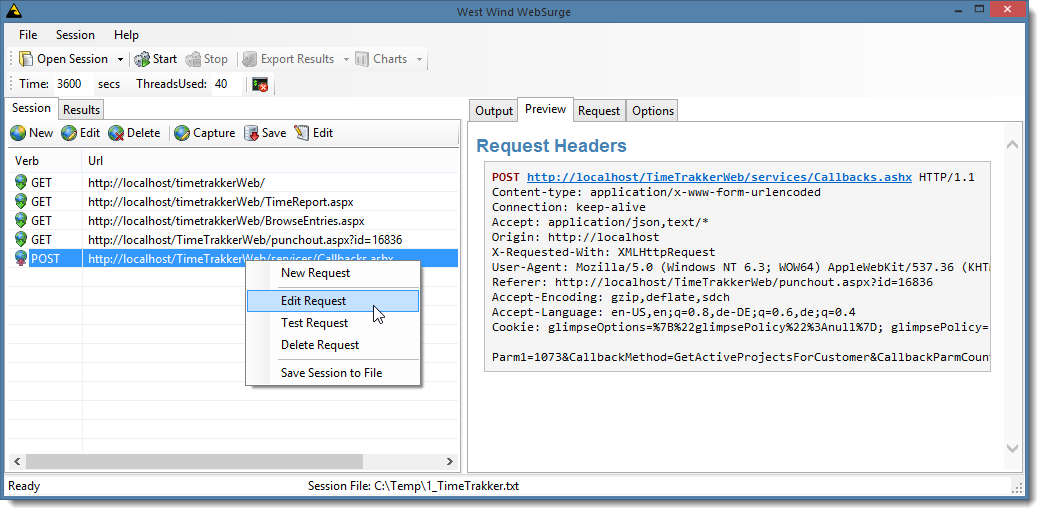 West Wind WebSurge
File Session Help
Open Session Start Stop Export Results Charts
Time: 3600 secs ThreadsUsed: 40
Session Results
New Edit Delete Capture Save Edit
Verb Url
GET http://localhost/timetrakkerWeb/
GET http://localhost/timetrakkerWeb/TimeReport.aspx
GET http://localhost/timetrakkerWeb/BrowseEntries.aspx
GET http://localhost/TimeTrakkerWeb/punchout.aspx?id=16836
POST http://localhost/TimeTrakkerWeb/services/Callbacks.ashx
New Request
Edit Request
Test Request
Delete Request
Save Session to File
Output Preview Request Options
Request Headers
POST http://localhost/TimeTrakkerWeb/services/Callbacks.ashx HTTP/1.1
Content-type: application/x-www-form-urlencoded
Connection: keep-alive
Accept: application/json,text/*
Origin: http://localhost
X-Requested-With: XMLHttpRequest
User-Agent: Mozilla/5.0 (Windows NT 6.3; WOW64) AppleWebKit/537.36 (KHT
Referer: http://localhost/TimeTrakkerWeb/punchout.aspx?id=16836
Accept-Encoding: gzip,deflate,sdch
Accept-Language: en-US,en;q=0.8,de-DE;q=0.6,de;q=0.4
Cookie: glimpseOptions=%7B%22glimpsePolicy%22%3Anull%7D; glimpsePolicy=
Parm1=1073&CallbackMethod=GetActiveProjectsForCustomer&CallbackParmCoun
Ready Session File: C:\Temp\1_TimeTrakker.txt